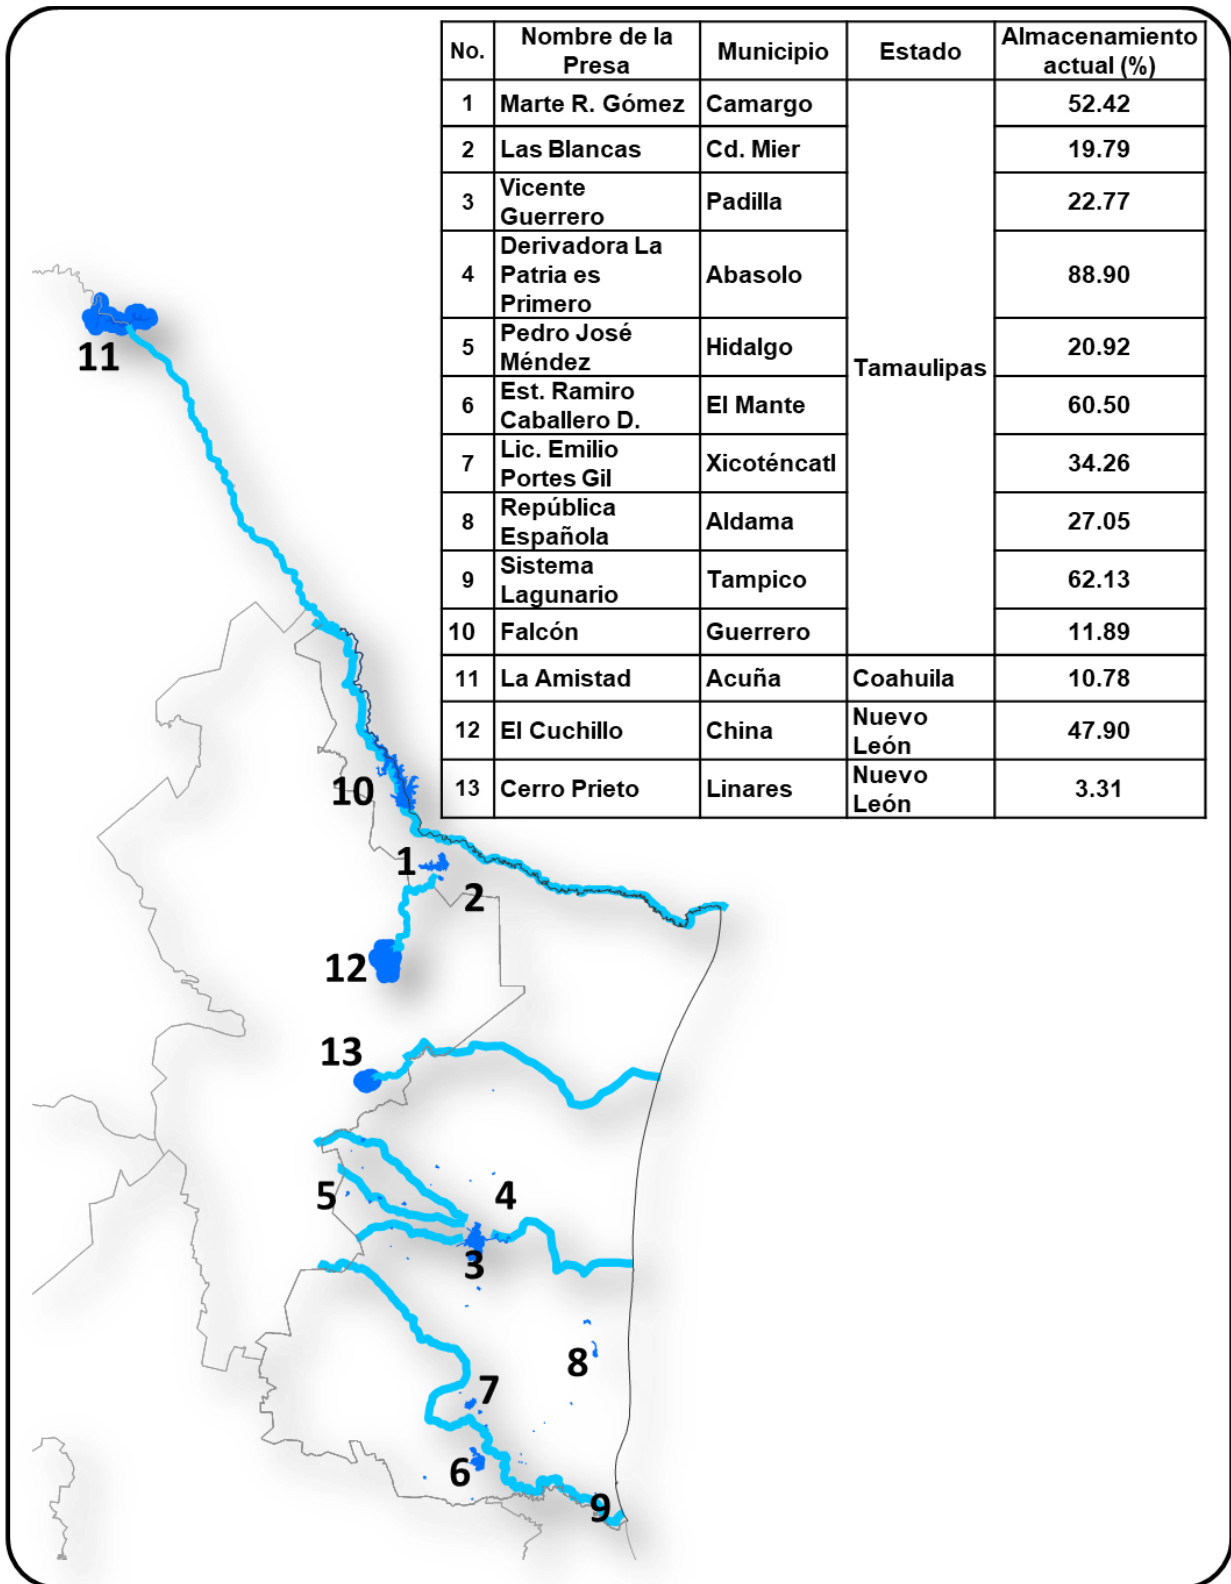 No. Nombre de la Presa Municipio Estado Almacenamiento actual (%)
1 Marte R. Gómez Camargo Tamaulipas 52.42
2 Las Blancas Cd. Mier 19.79
3 Vicente Guerrero Padilla 22.77
4 Derivadora La Patria es Primero Abasolo 88.90
5 Pedro José Méndez Hidalgo 20.92
6 Est. Ramiro Caballero D. El Mante 60.50
7 Lic. Emilio Portes Gil Xicoténcatl 34.26
8 República Española Aldama 27.05
9 Sistema Lagunario Tampico 62.13
10 Falcón Guerrero 11.89
11 La Amistad Acuña Coahuila 10.78
12 El Cuchillo China Nuevo León 47.90
13 Cerro Prieto Linares Nuevo León 3.31
11
10
1
2
12
13
5
4
3
8
7
6
9